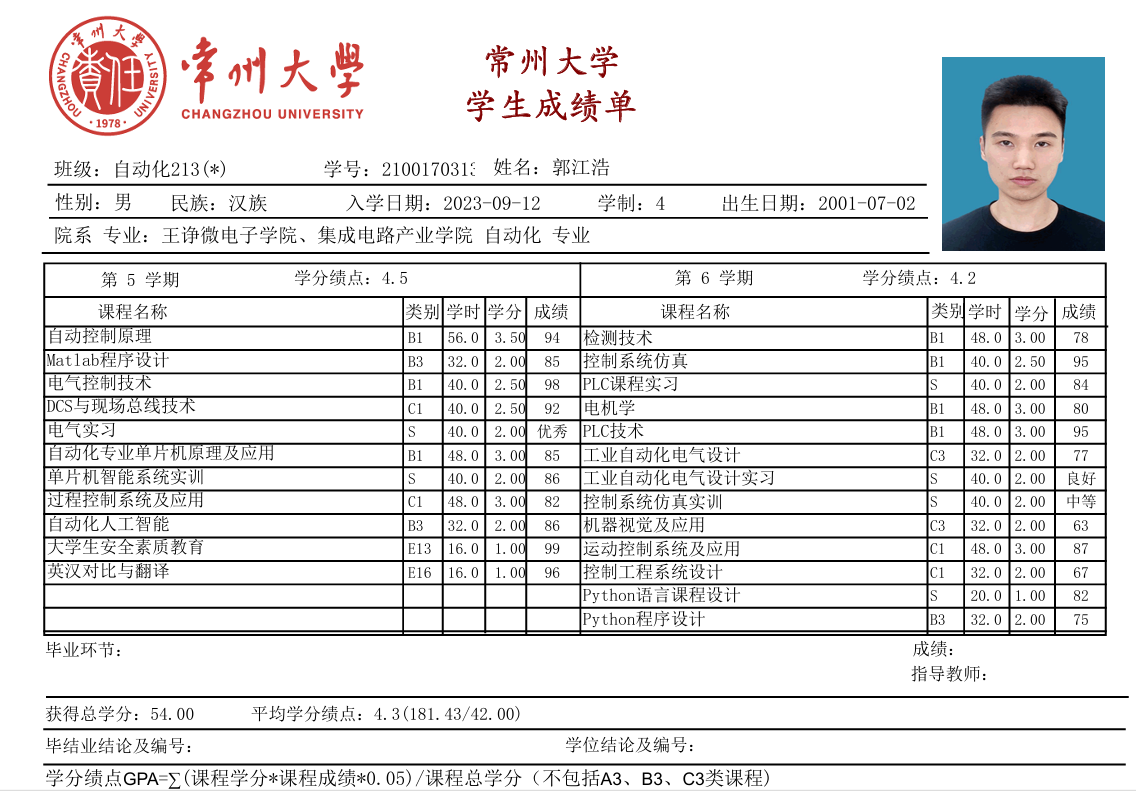 常州大学
CHANGZHOU UNIVERSITY
责任
·1978·
常州大學
CHANGZHOU UNIVERSITY
常州大学
学生成绩单
班级：自动化213(*) 学号：210017031 姓名：郭江浩
性别：男 民族：汉族 入学日期：2023-09-12 学制：4 出生日期：2001-07-02
院系 专业：王诤微电子学院、集成电路产业学院 自动化 专业
第 5 学期 学分绩点：4.5 第 6 学期 学分绩点：4.2
课程名称 类别 学时 学分 成绩 课程名称 类别 学时 学分 成绩
自动控制原理 B1 56.0 3.50 94 检测技术 B1 48.0 3.00 78
Matlab程序设计 B3 32.0 2.00 85 控制系统仿真 B1 40.0 2.50 95
电气控制技术 B1 40.0 2.50 98 PLC课程实习 S 40.0 2.00 84
DCS与现场总线技术 C1 40.0 2.50 92 电机学 B1 48.0 3.00 80
电气实习 S 40.0 2.00 优秀 PLC技术 B1 48.0 3.00 95
自动化专业单片机原理及应用 B1 48.0 3.00 85 工业自动化电气设计 C3 32.0 2.00 77
单片机智能系统实训 S 40.0 2.00 86 工业自动化电气设计实习 S 40.0 2.00 良好
过程控制系统及应用 C1 48.0 3.00 82 控制系统仿真实训 S 40.0 2.00 中等
自动化人工智能 B3 32.0 2.00 86 机器视觉及应用 C3 32.0 2.00 63
大学生安全素质教育 E13 16.0 1.00 99 运动控制系统及应用 C1 48.0 3.00 87
英汉对比与翻译 E16 16.0 1.00 96 控制工程系统设计 C1 32.0 2.00 67
Python语言课程设计 S 20.0 1.00 82
Python程序设计 B3 32.0 2.00 75
毕业环节： 成绩：
指导教师：
获得总学分：54.00 平均学分绩点：4.3(181.43/42.00)
毕结业结论及编号： 学位结论及编号：
学分绩点GPA=∑(课程学分*课程成绩*0.05)/课程总学分（不包括A3、B3、C3类课程)